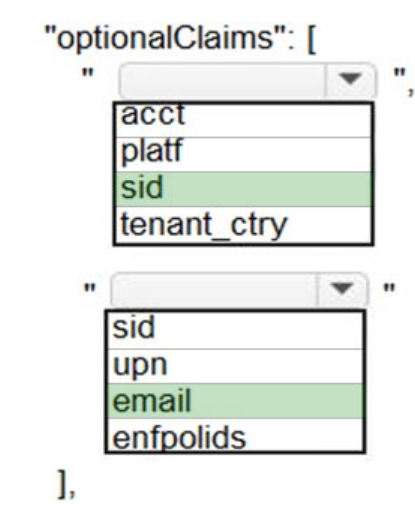 "optionalClaims": [
" ",
acct
platf
sid
tenant_ctry
" "
sid
upn
email
enfpolids
],